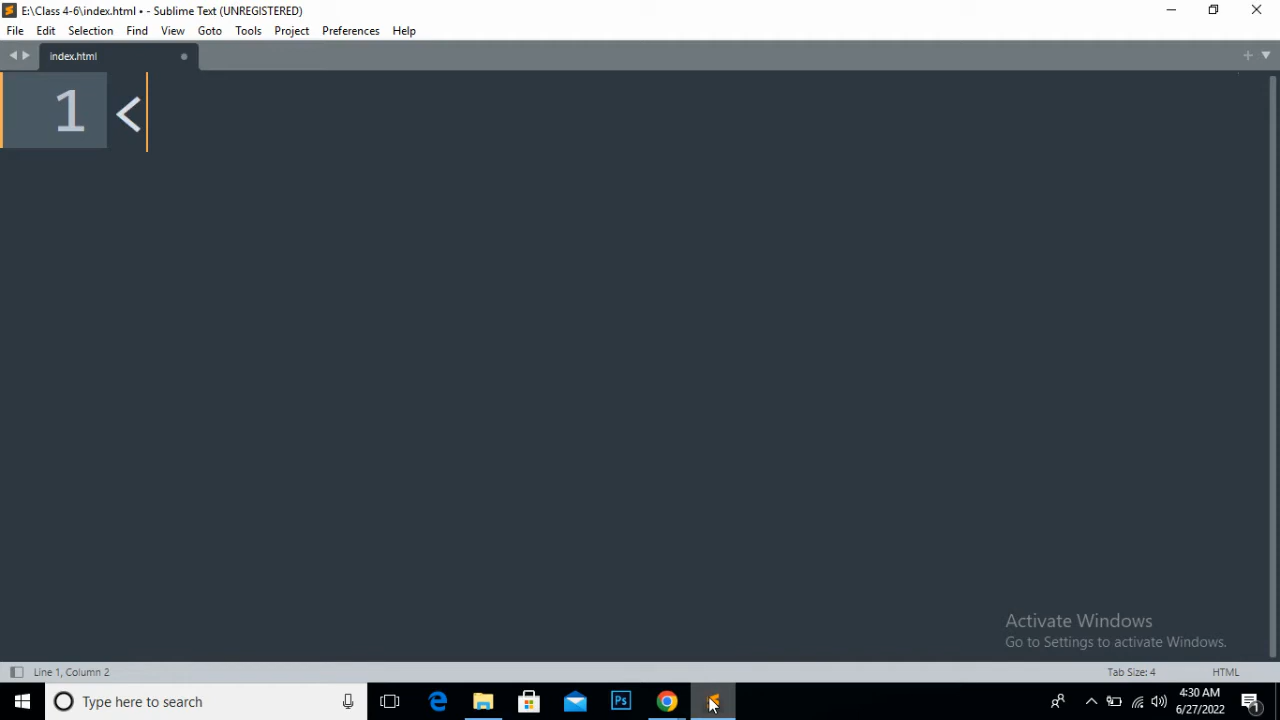 E:\Class 4-6\index.html • - Sublime Text (UNREGISTERED)
File Edit Selection Find View Goto Tools Project Preferences Help
index.html
1 <
Activate Windows
Go to Settings to activate Windows.
Line 1, Column 2 Tab Size: 4 HTML
Type here to search Ps 4:30 AM
6/27/2022 1